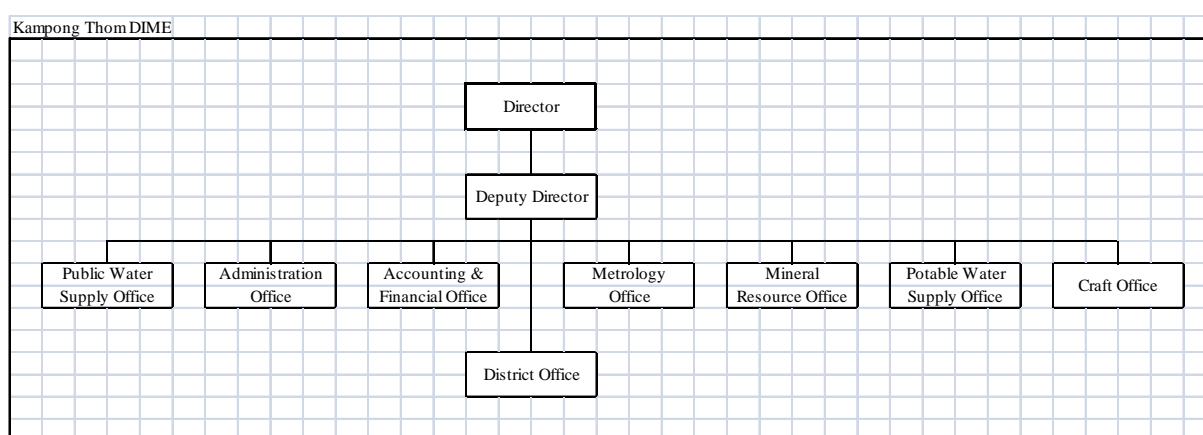 Kampong Thom DIME
Director
Deputy Director
Public Water
Supply Office
Administration
Office
Accounting &
Financial Office
Metrology
Office
Mineral
Resource Office
Potable Water
Supply Office
Craft Office
District Office